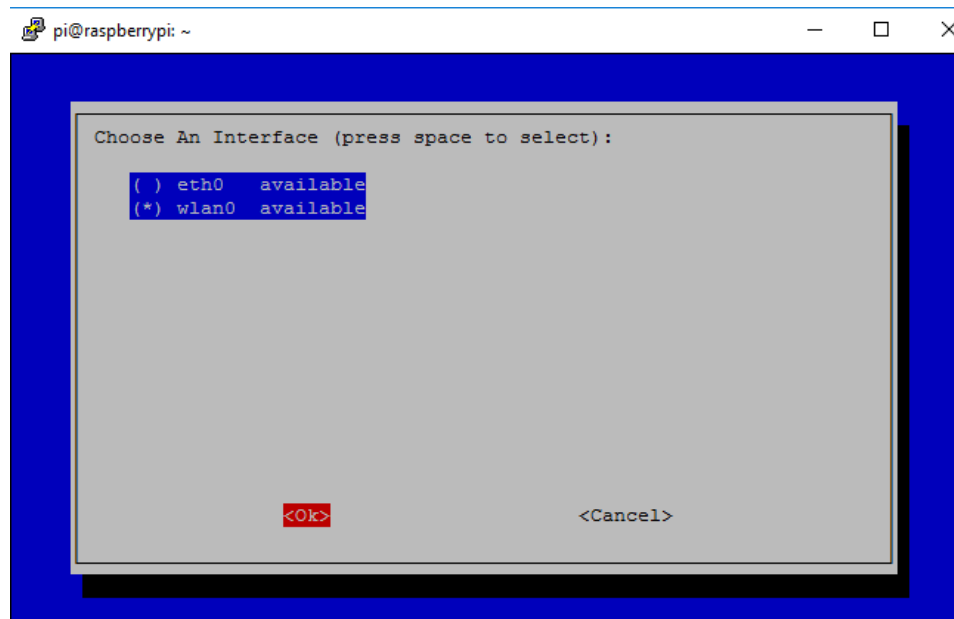 pi@raspberrypi: ~
Choose An Interface (press space to select):
( ) eth0 available
(*) wlan0 available
<Ok> <Cancel>